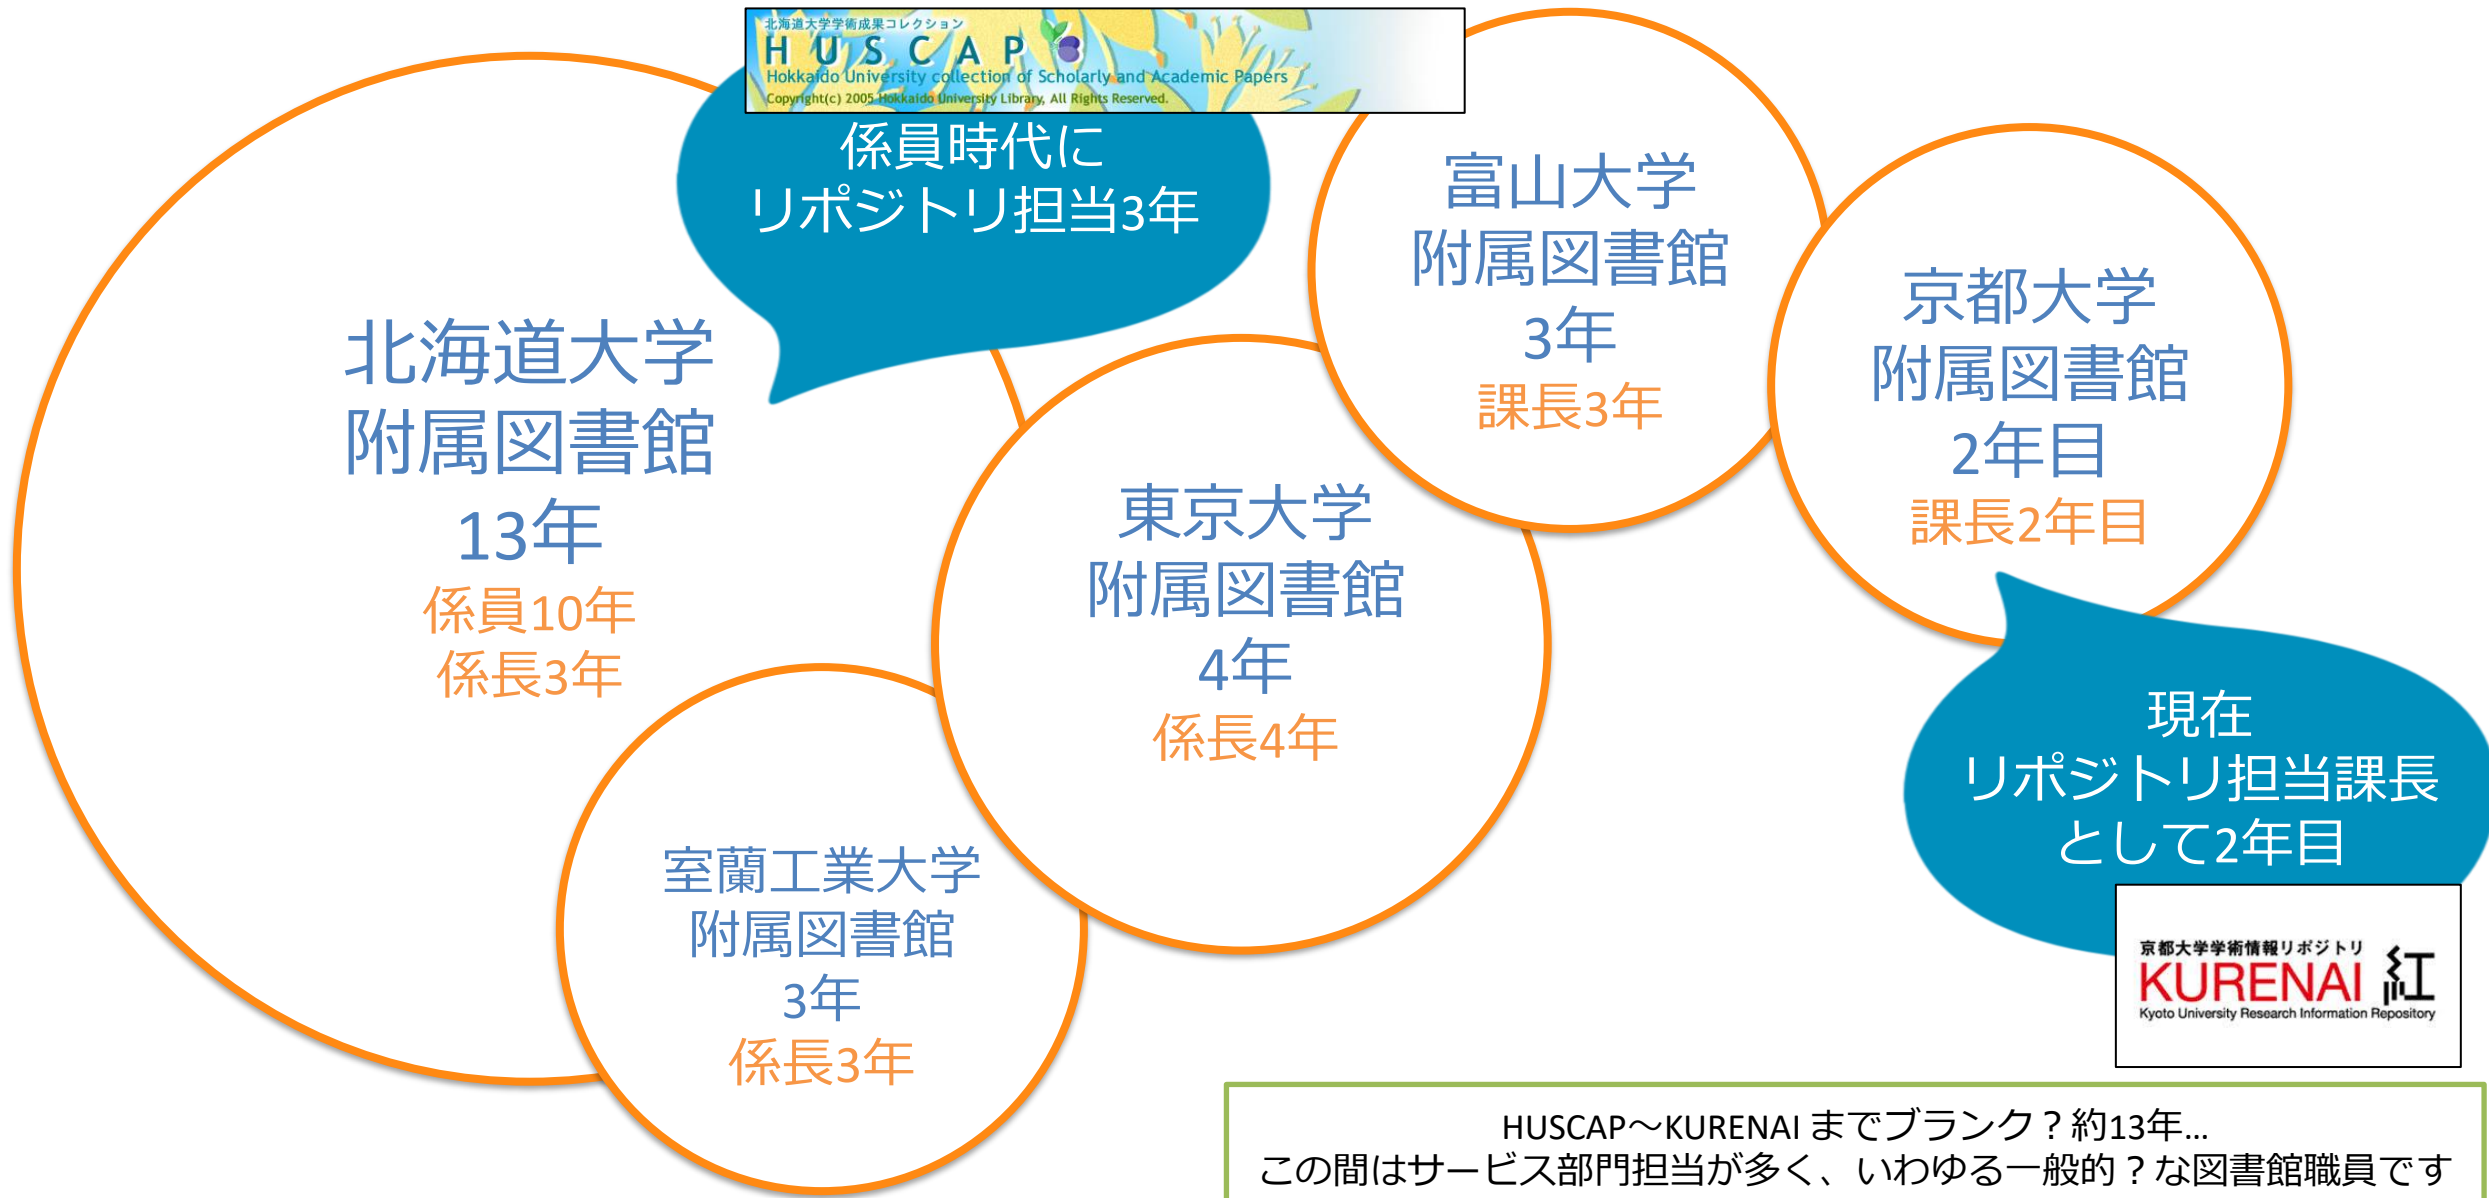 北海道大学学術成果コレクション
HUSCAP
Hokkaido University collection of Scholarly and Academic Papers
Copyright(c) 2005 Hokkaido University Library, All Rights Reserved.
係員時代に
リポジトリ担当3年
北海道大学
附属図書館
13年
係員10年
係長3年
室蘭工業大学
附属図書館
3年
係長3年
東京大学
附属図書館
4年
係長4年
富山大学
附属図書館
3年
課長3年
京都大学
附属図書館
2年目
課長2年目
現在
リポジトリ担当課長
として2年目
京都大学学術情報リポジトリ
KURENAI 紅
Kyoto University Research Information Repository
HUSCAP～KURENAI までブランク？約13年…
この間はサービス部門担当が多く、いわゆる一般的？な図書館職員です